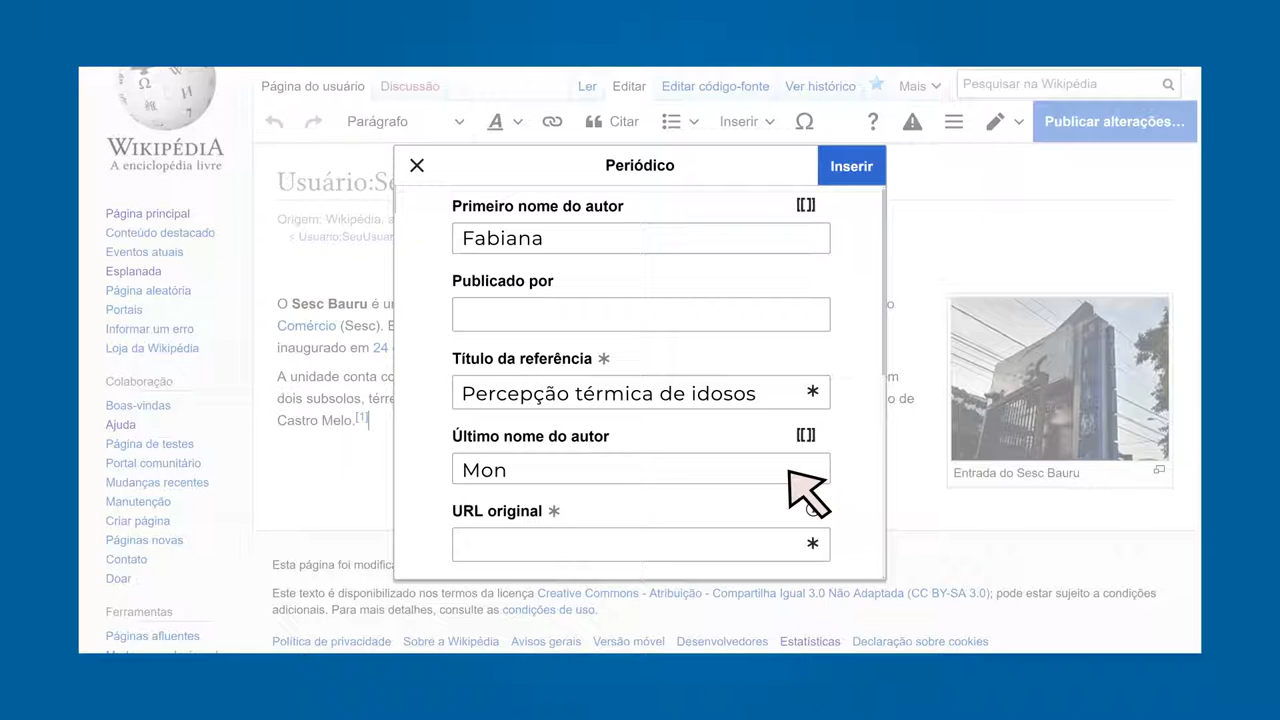 Página do usuário Discussão Ler Editar Editar código-fonte Ver histórico Mais Pesquisar na Wikipédia
Parágrafo A Citar Inserir Ω ? Publicar alterações...
WIKIPÉDIA
A enciclopédia livre
Página principal
Conteúdo destacado
Eventos atuais
Esplanada
Página aleatória
Portais
Informar um erro
Loja da Wikipédia
Colaboração
Boas-vindas
Ajuda
Página de testes
Portal comunitário
Mudanças recentes
Manutenção
Criar página
Páginas novas
Contato
Doar
Ferramentas
Páginas afluentes
Usuário:Se
Origem: Wikipédia, a
< Usuário:SeuUsuar
O Sesc Bauru é u
Comércio (Sesc). E
inaugurado em 24
A unidade conta co
dois subsolos, térre
Castro Melo.[1]
o
em
o de
Periódico
Inserir
Primeiro nome do autor [[]]
Fabiana
Publicado por
Título da referência *
Percepção térmica de idosos *
Último nome do autor [[]]
Mon
URL original *
*
Entrada do Sesc Bauru
Esta página foi modifica
Este texto é disponibilizado nos termos da licença Creative Commons - Atribuição - Compartilha Igual 3.0 Não Adaptada (CC BY-SA 3.0); pode estar sujeito a condições
adicionais. Para mais detalhes, consulte as condições de uso.
Política de privacidade Sobre a Wikipédia Avisos gerais Versão móvel Desenvolvedores Estatísticas Declaração sobre cookies